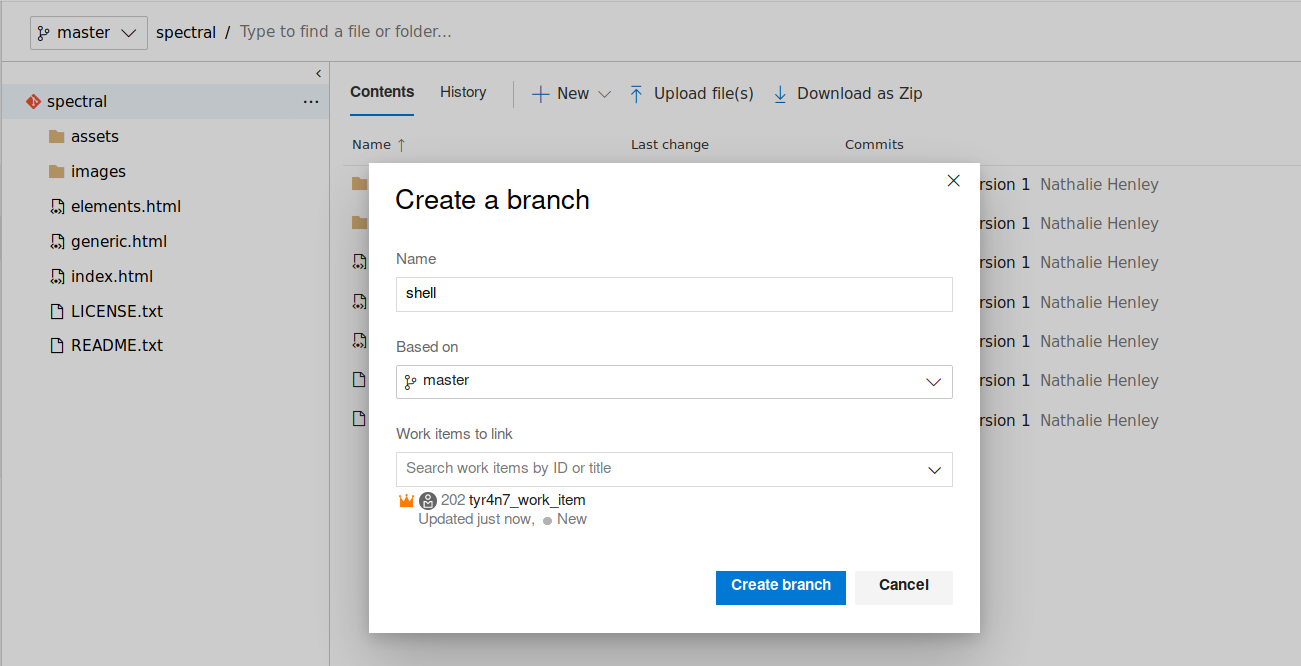 master spectral / Type to find a file or folder...
spectral ...
assets
images
elements.html
generic.html
index.html
LICENSE.txt
README.txt
Contents History New Upload file(s) Download as Zip
Name ↑ Last change Commits
rsion 1 Nathalie Henley
rsion 1 Nathalie Henley
rsion 1 Nathalie Henley
rsion 1 Nathalie Henley
rsion 1 Nathalie Henley
rsion 1 Nathalie Henley
rsion 1 Nathalie Henley
Create a branch
Name
shell
Based on
master
Work items to link
Search work items by ID or title
202 tyr4n7_work_item
Updated just now, New
Create branch Cancel